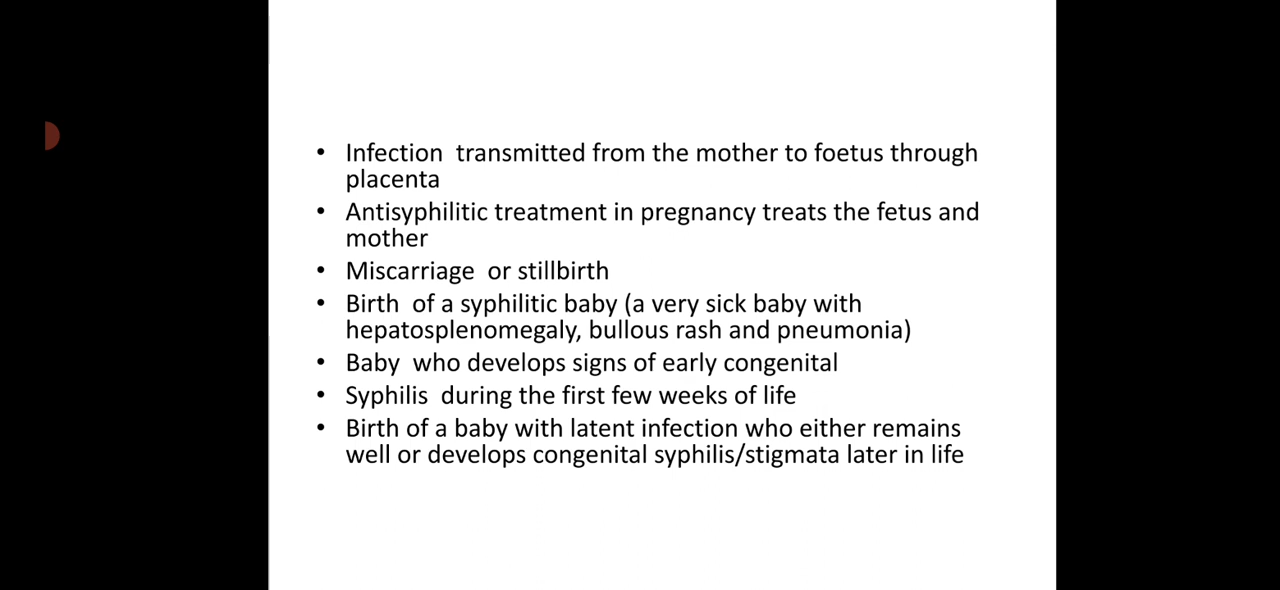 • Infection  transmitted from the mother to foetus through
placenta
• Antisyphilitic treatment in pregnancy treats the fetus and
mother
• Miscarriage  or stillbirth
• Birth  of a syphilitic baby (a very sick baby with
hepatosplenomegaly, bullous rash and pneumonia)
• Baby  who develops signs of early congenital
• Syphilis  during the first few weeks of life
• Birth of a baby with latent infection who either remains
well or develops congenital syphilis/stigmata later in life